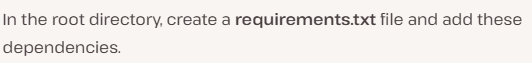 In the root directory, create a requirements.txt file and add these
dependencies.